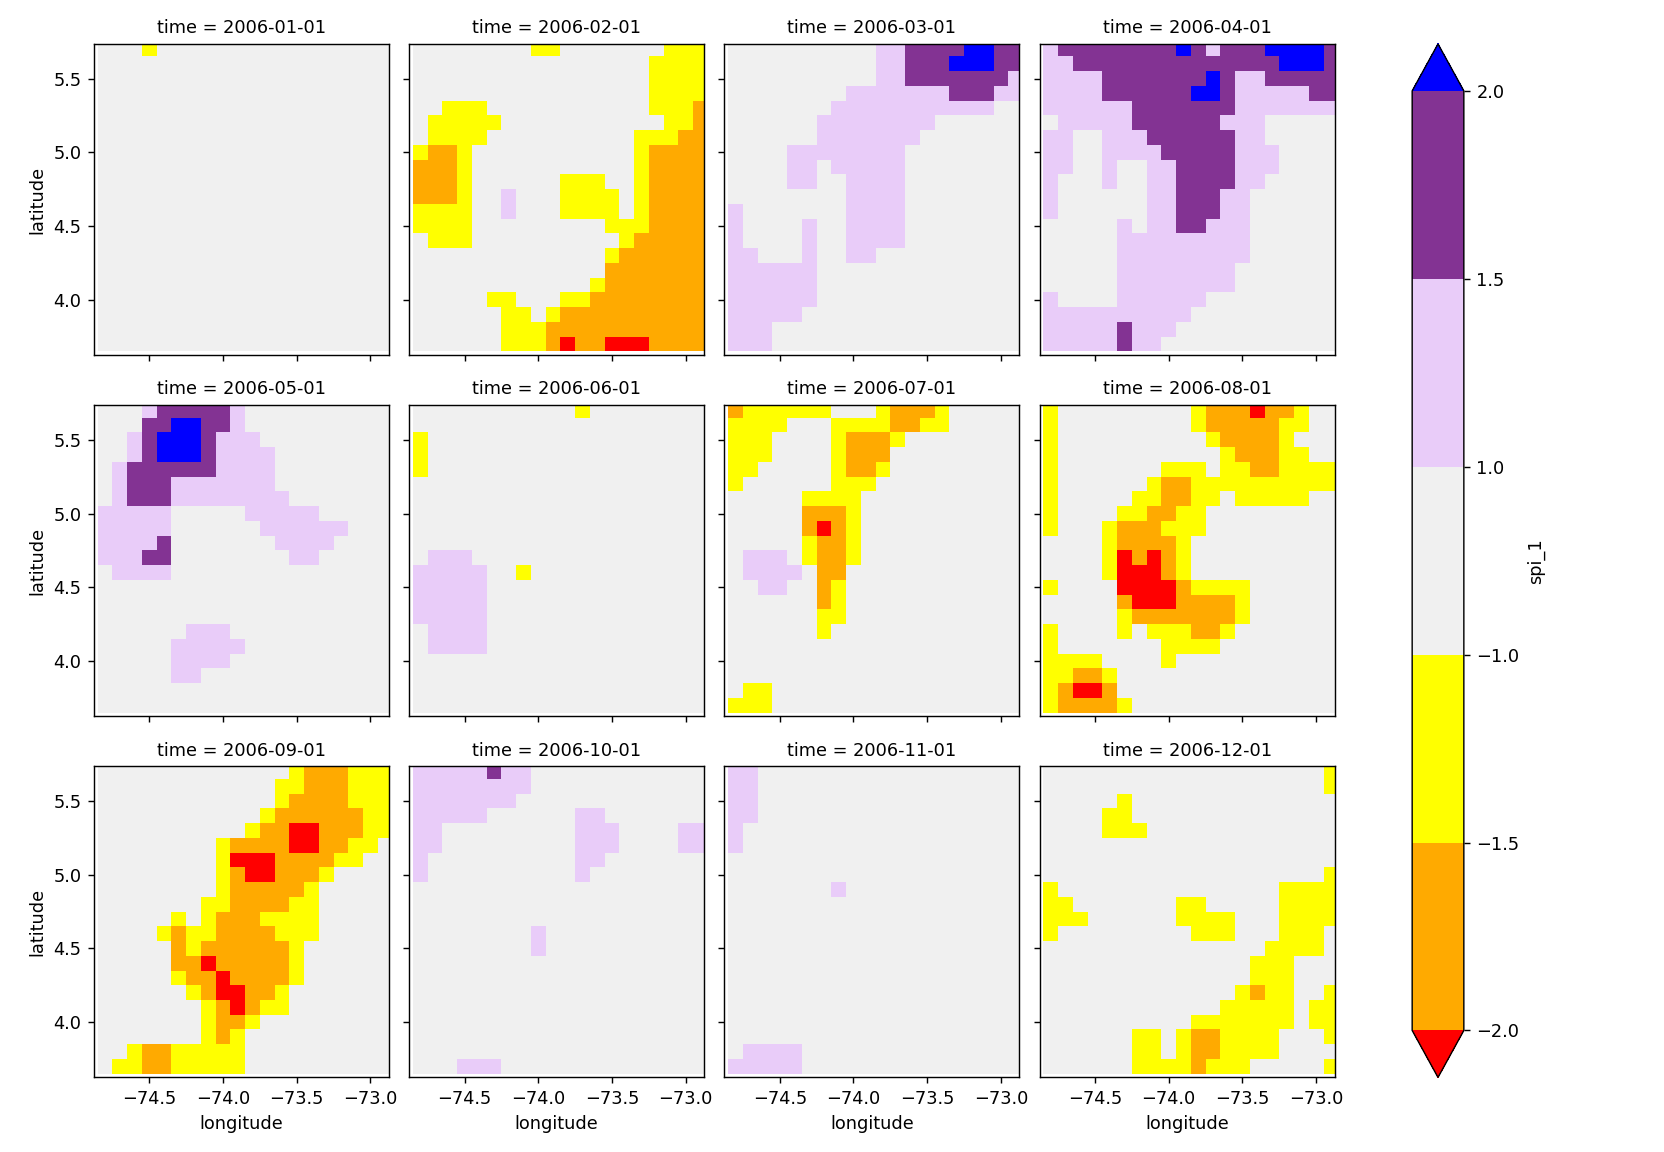 time = 2006-01-01
time = 2006-02-01
time = 2006-03-01
time = 2006-04-01
latitude
5.5
5.0
4.5
4.0
time = 2006-05-01
time = 2006-06-01
time = 2006-07-01
time = 2006-08-01
latitude
5.5
5.0
4.5
4.0
time = 2006-09-01
time = 2006-10-01
time = 2006-11-01
time = 2006-12-01
latitude
5.5
5.0
4.5
4.0
−74.5 −74.0 −73.5 −73.0
−74.5 −74.0 −73.5 −73.0
−74.5 −74.0 −73.5 −73.0
−74.5 −74.0 −73.5 −73.0
longitude
longitude
longitude
longitude
2.0
1.5
1.0
−1.0
−1.5
−2.0
spi_1